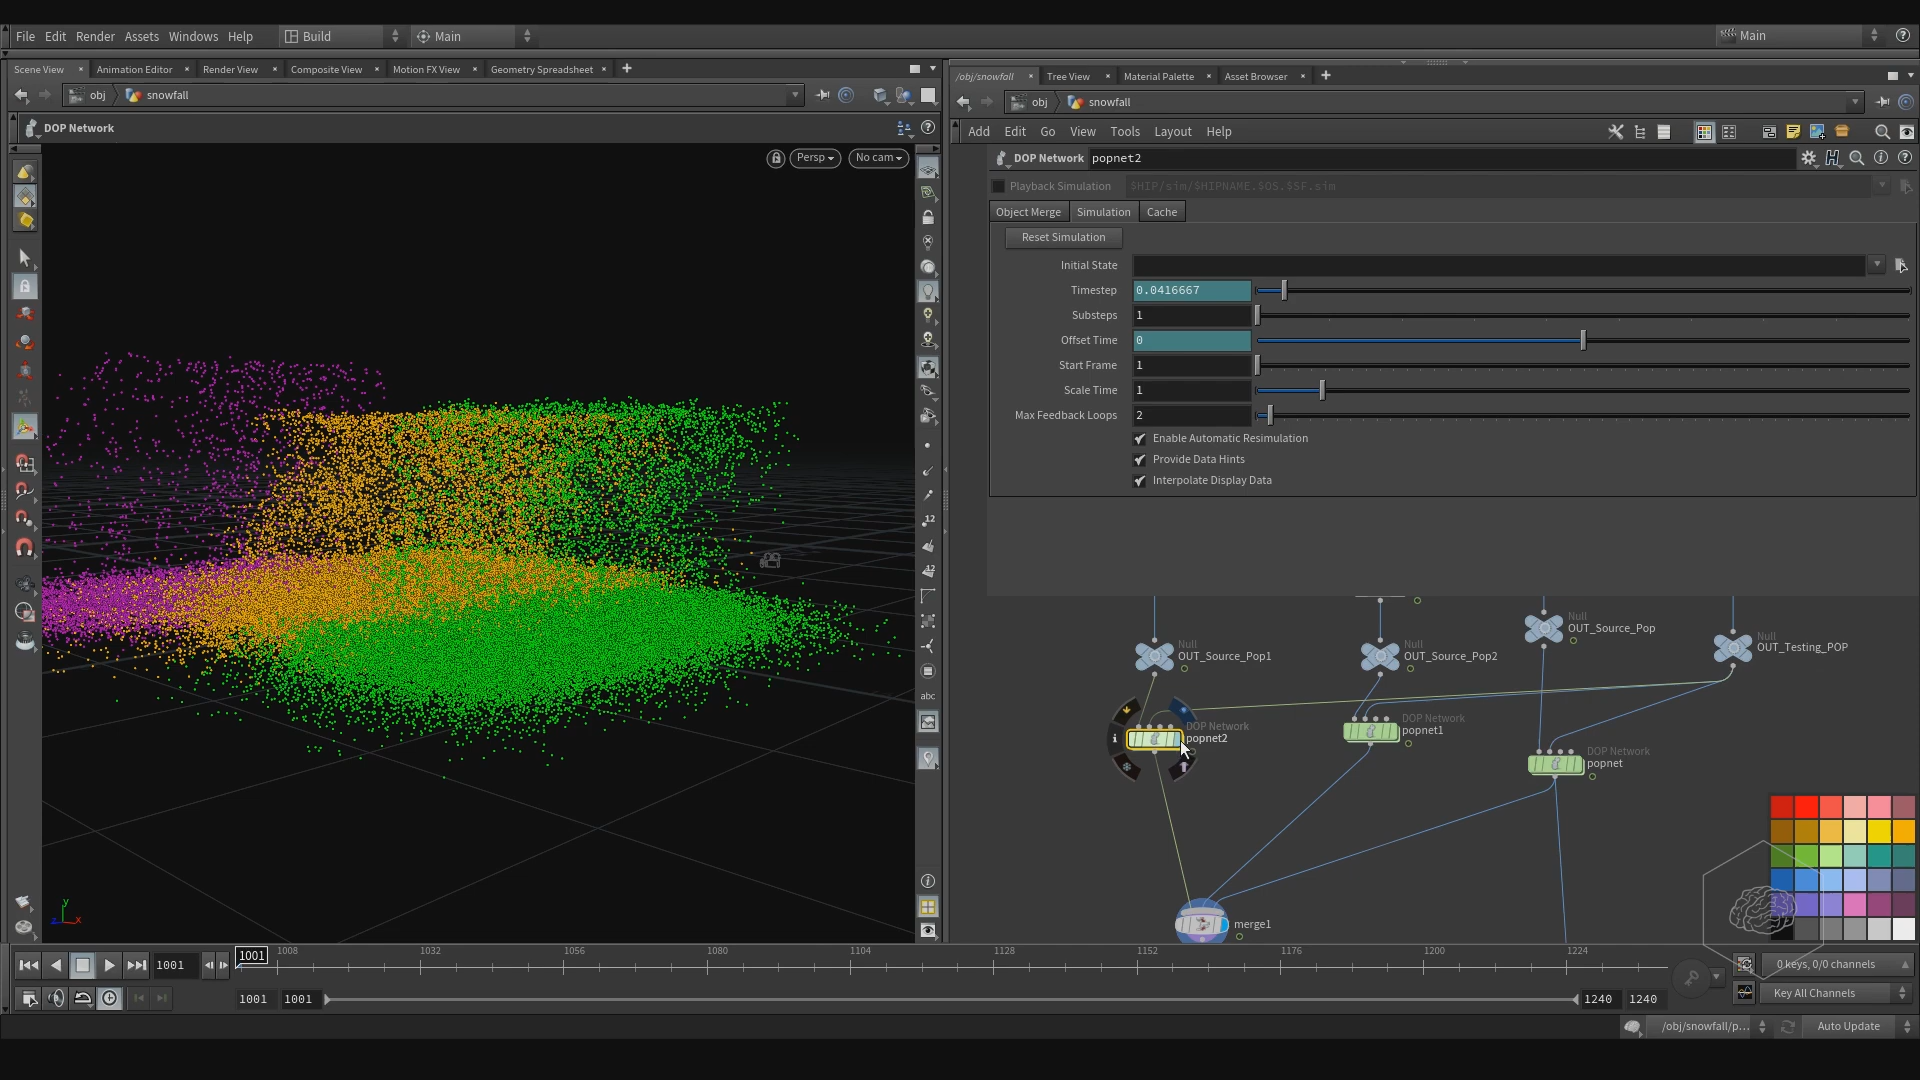 File Edit Render Assets Windows Help Build Main Main
Scene View Animation Editor Render View Composite View Motion FX View Geometry Spreadsheet
obj snowfall
DOP Network
Persp No cam
12
12
abc
y
z x
/obj/snowfall Tree View Material Palette Asset Browser
obj snowfall
Add Edit Go View Tools Layout Help
DOP Network popnet2
Playback Simulation $HIP/sim/$HIPNAME.$OS.$SF.sim
Object Merge Simulation Cache
Reset Simulation
Initial State
Timestep 0.0416667
Substeps 1
Offset Time 0
Start Frame 1
Scale Time 1
Max Feedback Loops 2
Enable Automatic Resimulation
Provide Data Hints
Interpolate Display Data
Null
OUT_Source_Pop
Null
OUT_Testing_POP
Null
OUT_Source_Pop1
Null
OUT_Source_Pop2
DOP Network
popnet2
DOP Network
popnet1
DOP Network
popnet
merge1
1001 1001 1008 1032 1056 1080 1104 1128 1152 1176 1200 1224
0 keys, 0/0 channels
1001 1001 1240 1240
Key All Channels
/obj/snowfall/p... Auto Update